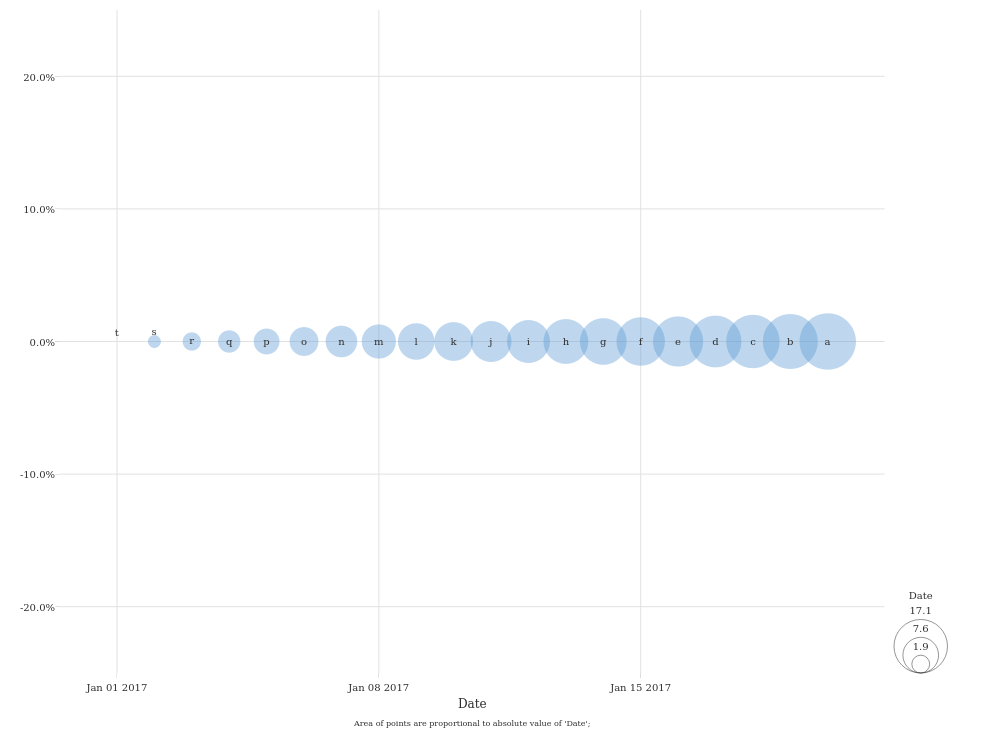 20.0%
10.0%
t s r q p o n m l k j i h g f e d c b a
0.0%
-10.0%
-20.0%
Date
17.1
7.6
1.9
Jan 01 2017 Jan 08 2017 Jan 15 2017
Date
Area of points are proportional to absolute value of 'Date';